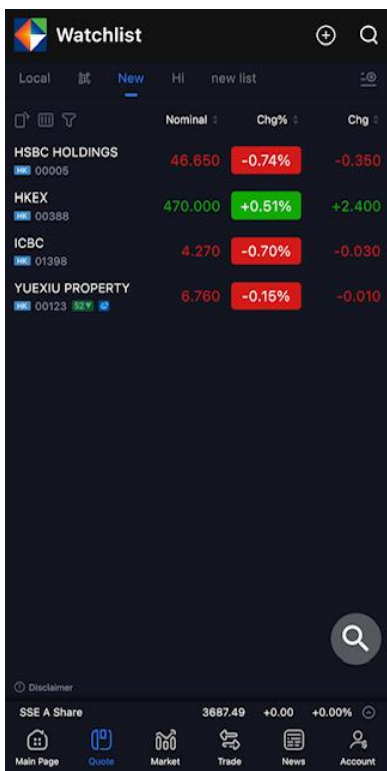 Watchlist
Local 試 New Hi new list
Nominal Chg% Chg
HSBC HOLDINGS
46.650 -0.74% -0.350
HK 00005
HKEX
470.000 +0.51% +2.400
HK 00388
ICBC
4.270 -0.70% -0.030
HK 01398
YUEXIU PROPERTY
6.760 -0.15% -0.010
HK 00123 52▼
Disclaimer
SSE A Share 3687.49 +0.00 +0.00%
Main Page Quote Market Trade News Account